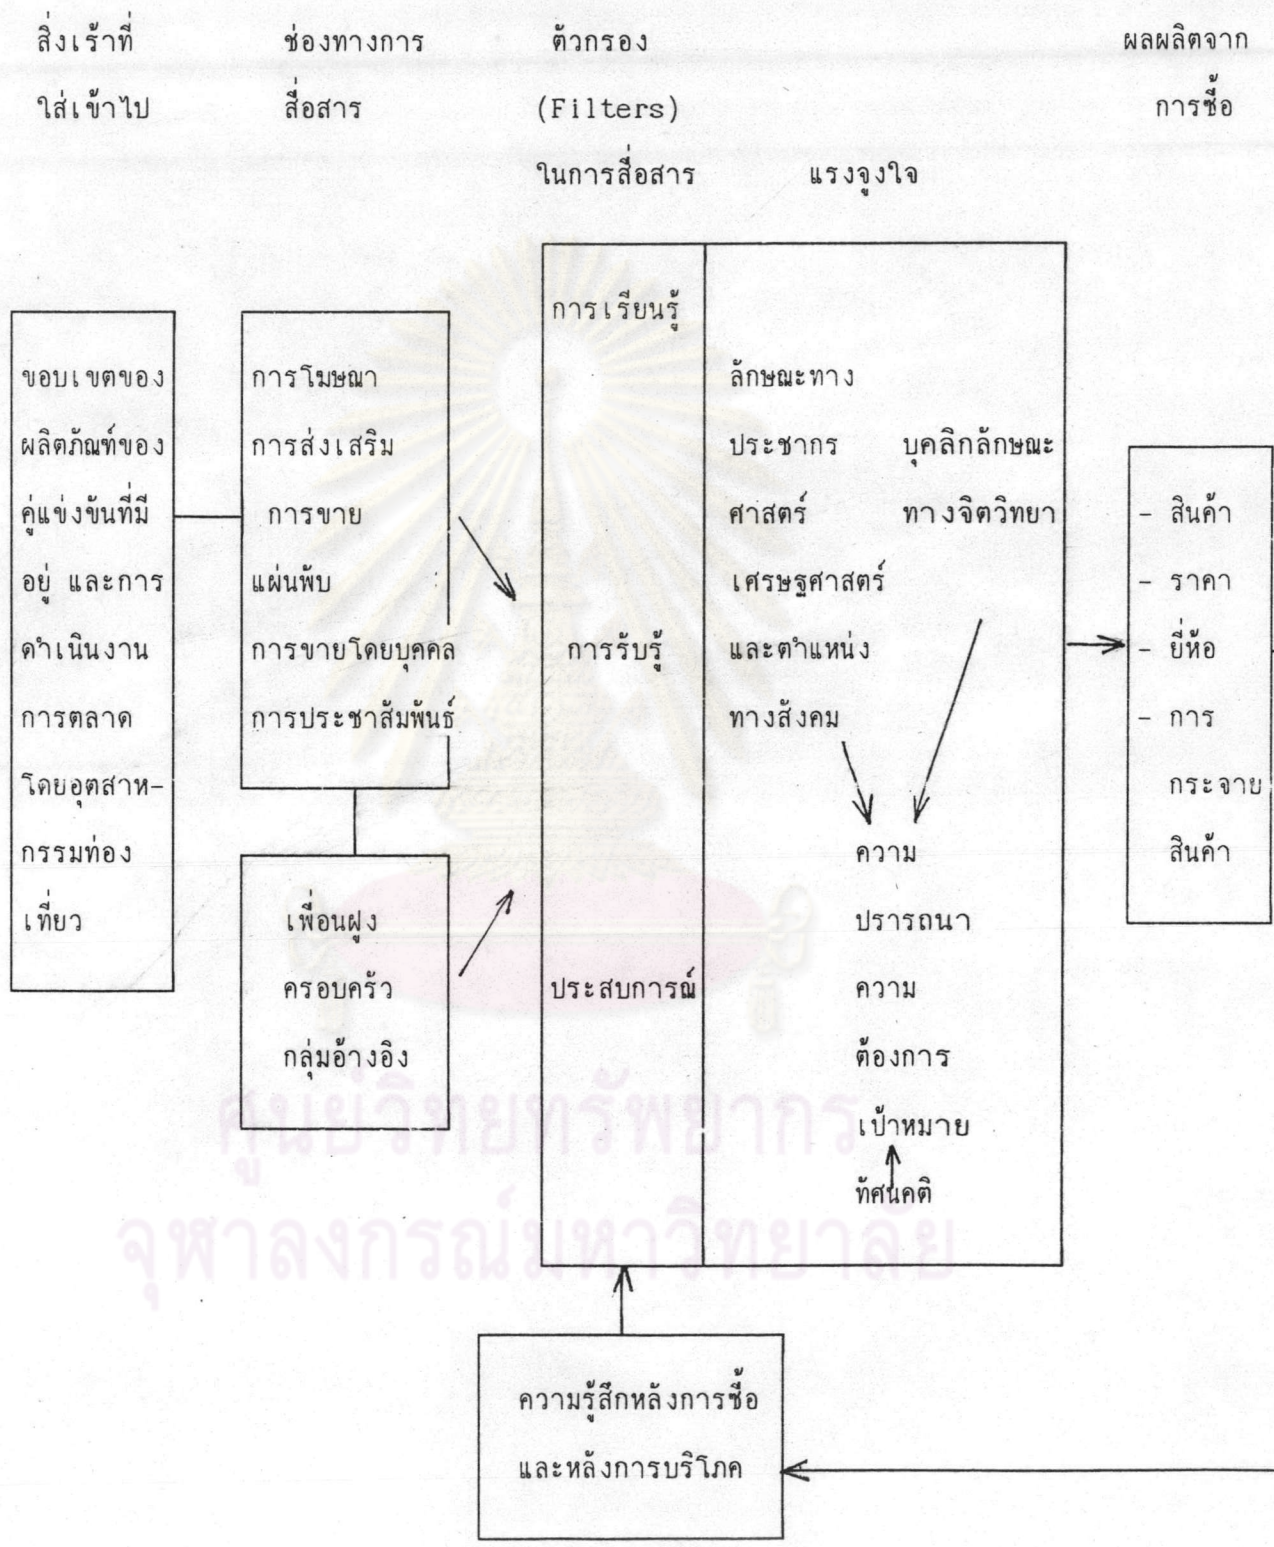 สิ่งเร้าที่
ใส่เข้าไป
ช่องทางการ
สื่อสาร
ตัวกรอง
(Filters)
ในการสื่อสาร
แรงจูงใจ
ผลผลิตจาก
การซื้อ
ขอบเขตของ
ผลิตภัณฑ์ของ
คู่แข่งขันที่มี
อยู่ และการ
ดำเนินงาน
การตลาด
โดยอุตสาห-
กรรมท่อง
เที่ยว
การโฆษณา
การส่งเสริม
การขาย
แผ่นพับ
การขายโดยบุคคล
การประชาสัมพันธ์
เพื่อนฝูง
ครอบครัว
กลุ่มอ้างอิง
การเรียนรู้
การรับรู้
ประสบการณ์
ลักษณะทาง
ประชากร
ศาสตร์
เศรษฐศาสตร์
และตำแหน่ง
ทางสังคม
บุคลิกลักษณะ
ทางจิตวิทยา
ความ
ปรารถนา
ความ
ต้องการ
เป้าหมาย
ทัศนคติ
- สินค้า
- ราคา
- ยี่ห้อ
- การ
กระจาย
สินค้า
ความรู้สึกหลังการซื้อ
และหลังการบริโภค
ศูนย์วิทยทรัพยากร
จุฬาลงกรณ์มหาวิทยาลัย